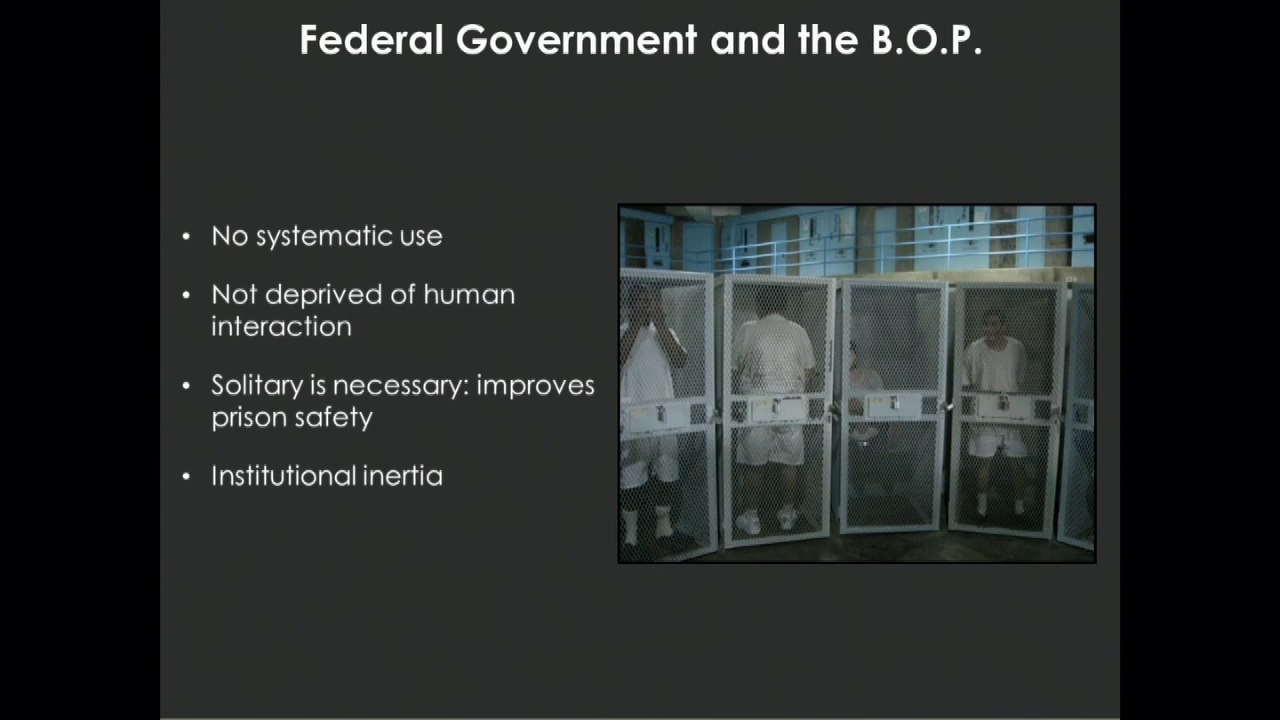 Federal Government and the B.O.P.
• No systematic use
• Not deprived of human
interaction
• Solitary is necessary: improves
prison safety
• Institutional inertia